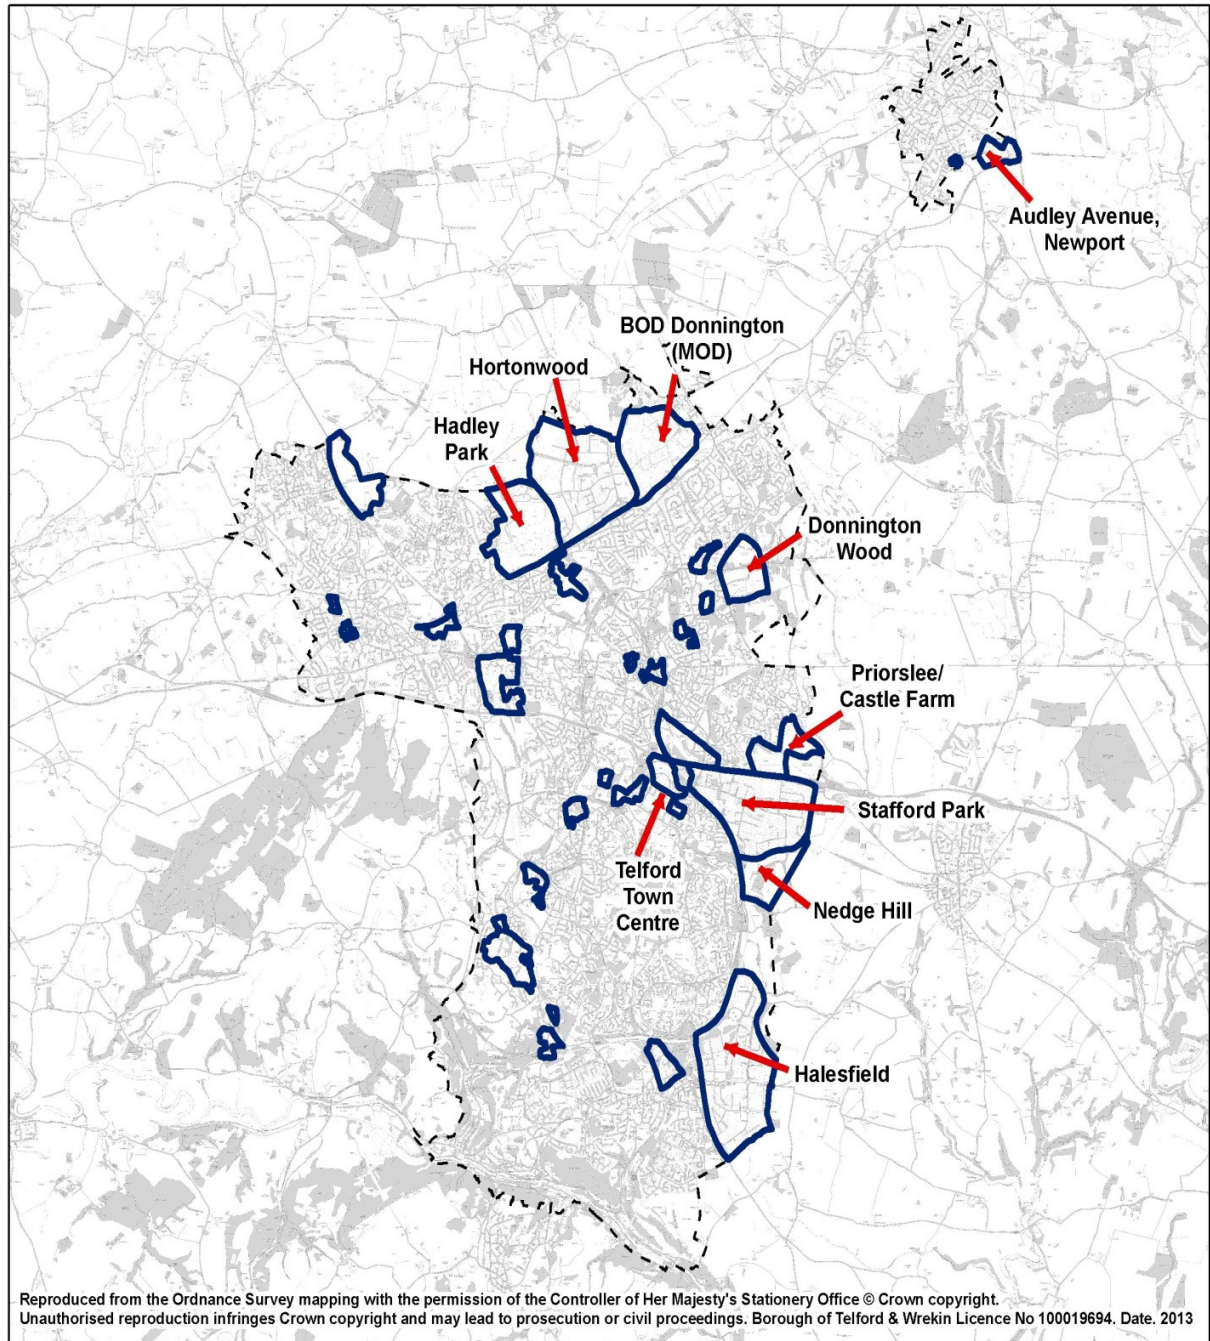 Audley Avenue,
Newport
BOD Donnington
(MOD)
Hortonwood
Hadley
Park
Donnington
Wood
Priorslee/
Castle Farm
Stafford Park
Telford
Town
Centre
Nedge Hill
Halesfield
Reproduced from the Ordnance Survey mapping with the permission of the Controller of Her Majesty's Stationery Office © Crown copyright.
Unauthorised reproduction infringes Crown copyright and may lead to prosecution or civil proceedings. Borough of Telford & Wrekin Licence No 100019694. Date. 2013